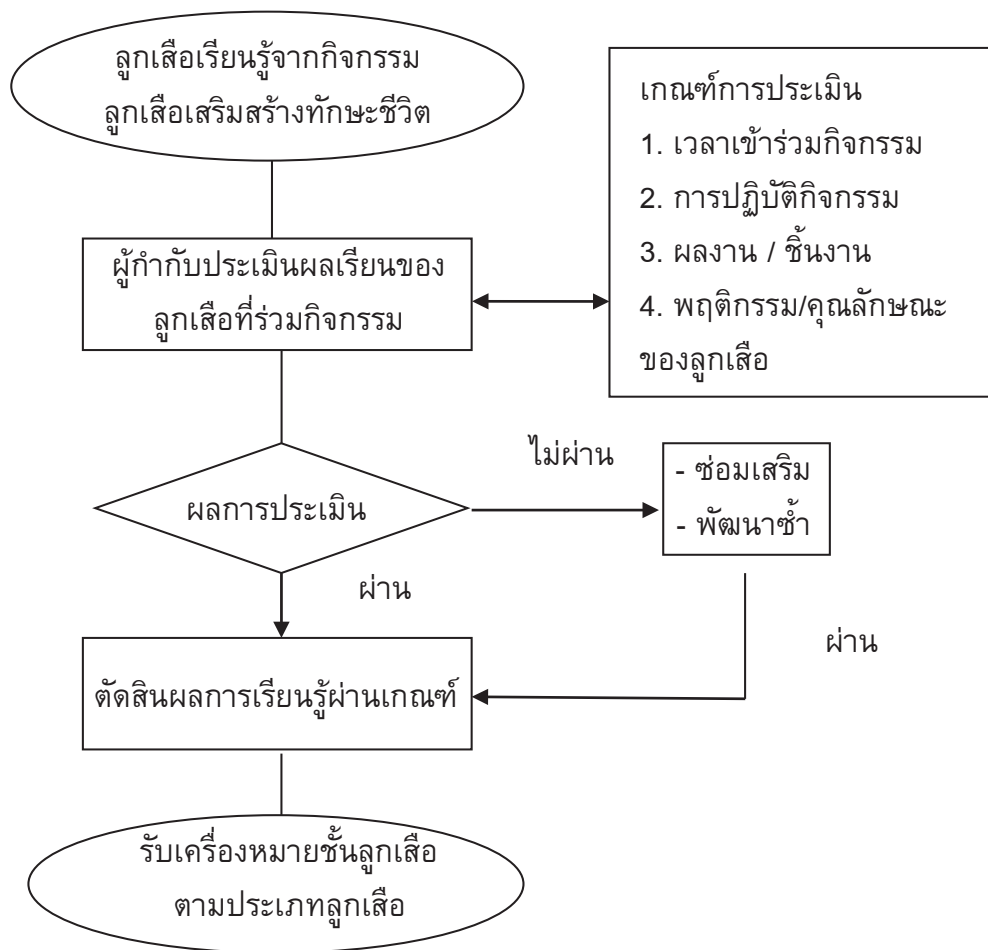 ลูกเสือเรียนรู้จากกิจกรรม
ลูกเสือเสริมสร้างทักษะชีวิต
เกณฑ์การประเมิน
1. เวลาเข้าร่วมกิจกรรม
2. การปฏิบัติกิจกรรม
3. ผลงาน / ชิ้นงาน
4. พฤติกรรม/คุณลักษณะ
ของลูกเสือ
ผู้กำกับประเมินผลเรียนของ
ลูกเสือที่ร่วมกิจกรรม
ผลการประเมิน
ไม่ผ่าน
- ซ่อมเสริม
- พัฒนาซ้ำ
ผ่าน
ผ่าน
ตัดสินผลการเรียนรู้ผ่านเกณฑ์
รับเครื่องหมายชั้นลูกเสือ
ตามประเภทลูกเสือ